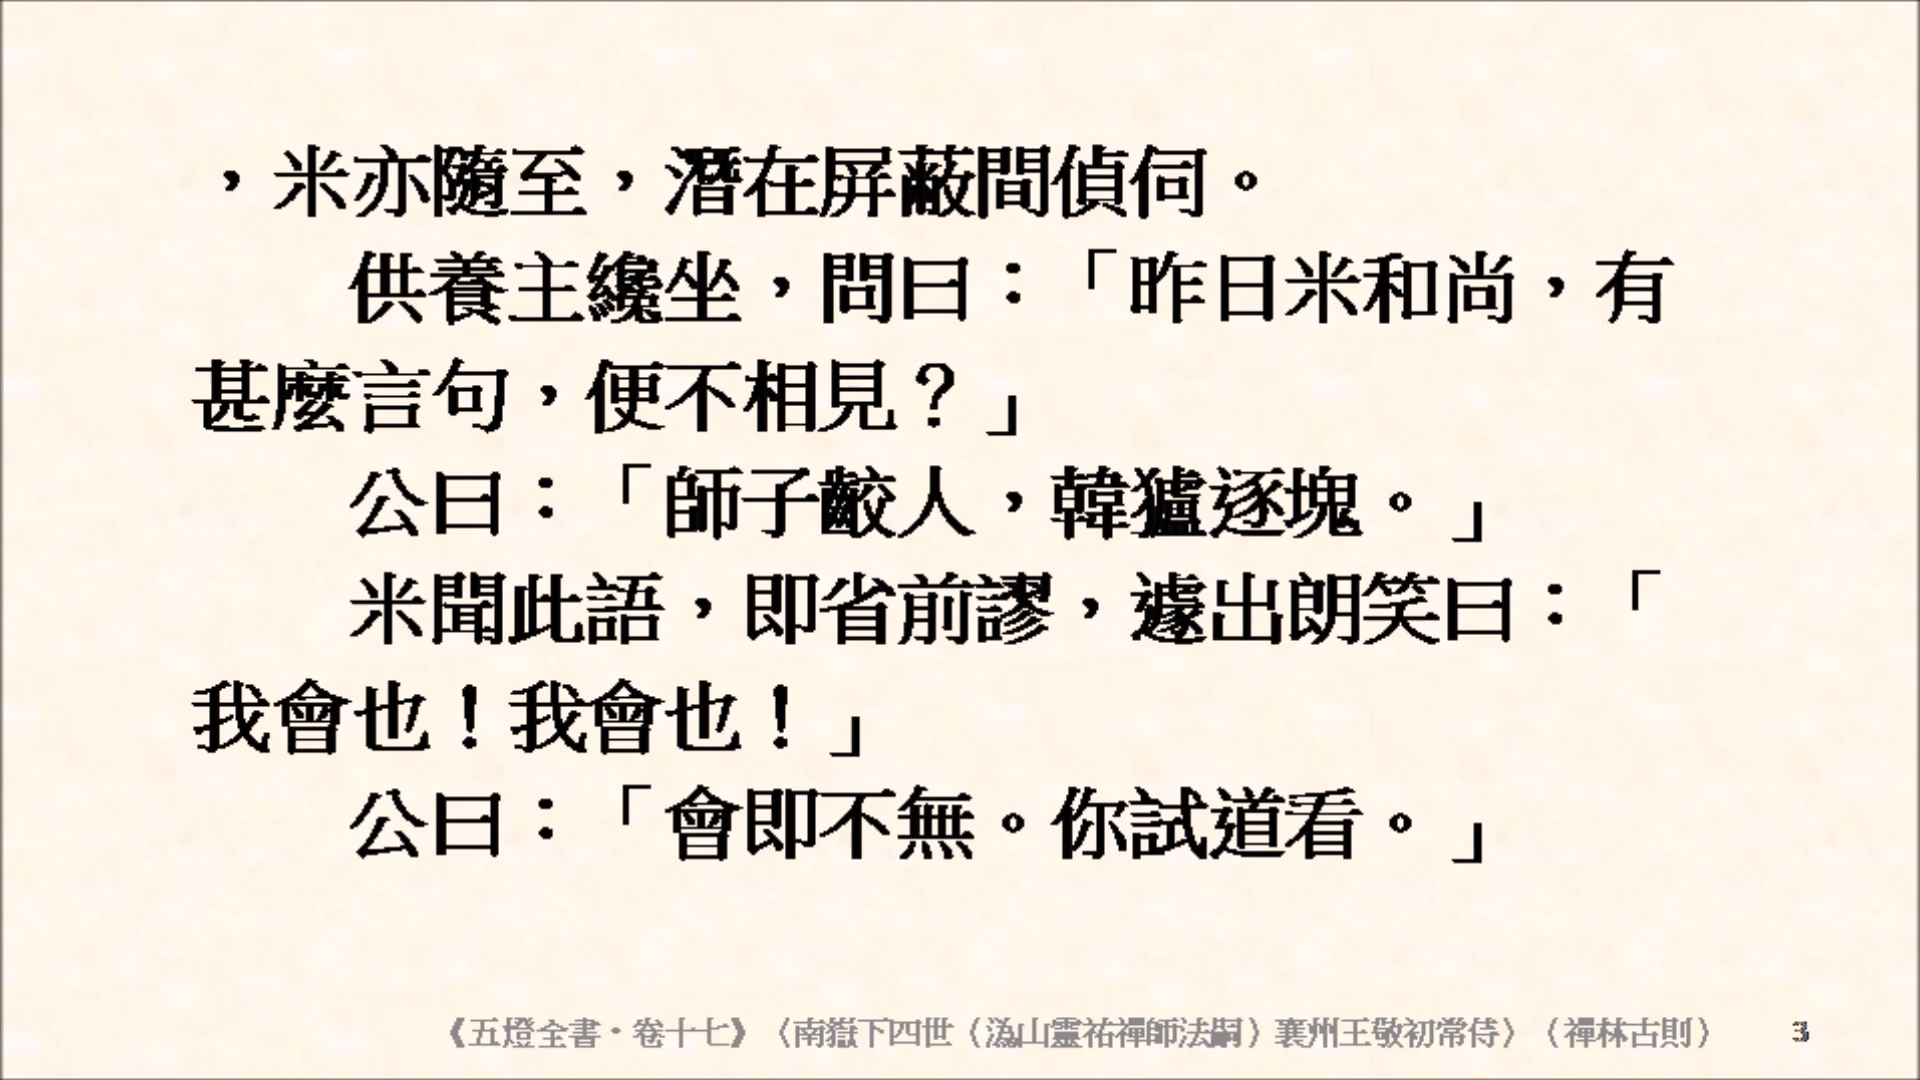 ，米亦隨至，潛在屏蔽間偵伺。
供養主纔坐，問曰：「昨日米和尚，有
甚麼言句，便不相見？」
公曰：「師子齩人，韓獹逐塊。」
米聞此語，即省前謬，遽出朗笑曰：「
我會也！我會也！」
公曰：「會即不無。你試道看。」
《五燈全書·卷十七》〈南嶽下四世（溈山靈祐禪師法嗣）襄州王敬初常侍〉（禪林古則） 3